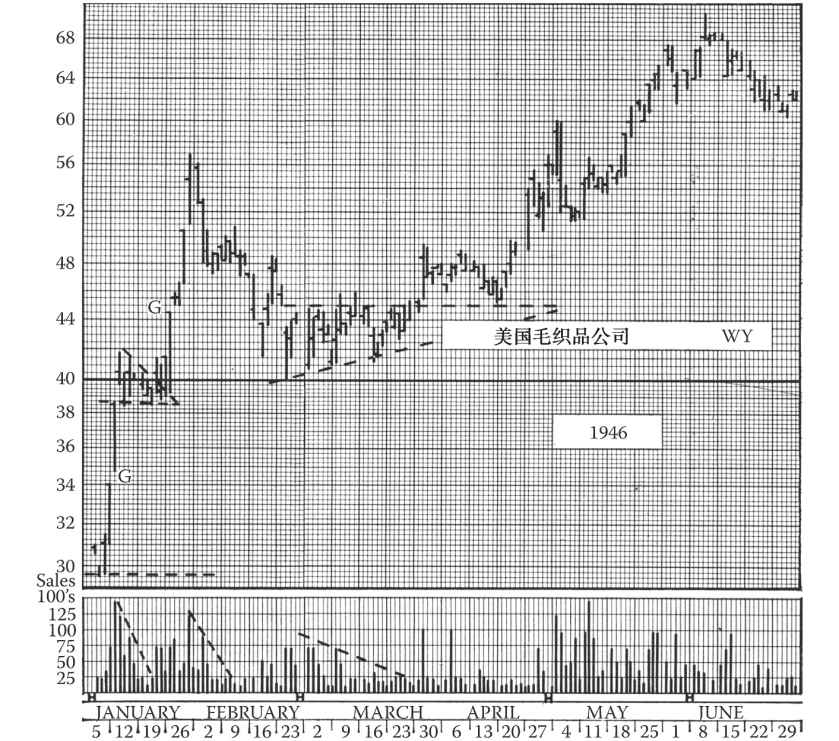 68
64
60
56
52
48
G
44
美国毛织品公司 WY
40
38
1946
36
G
34
32
30
Sales
100's
125
100
75
50
25
JANUARY FEBRUARY MARCH APRIL MAY JUNE
5 12 19 26 2 9 16 23 2 9 16 23 30 6 13 20 27 4 11 18 25 1 8 15 22 29